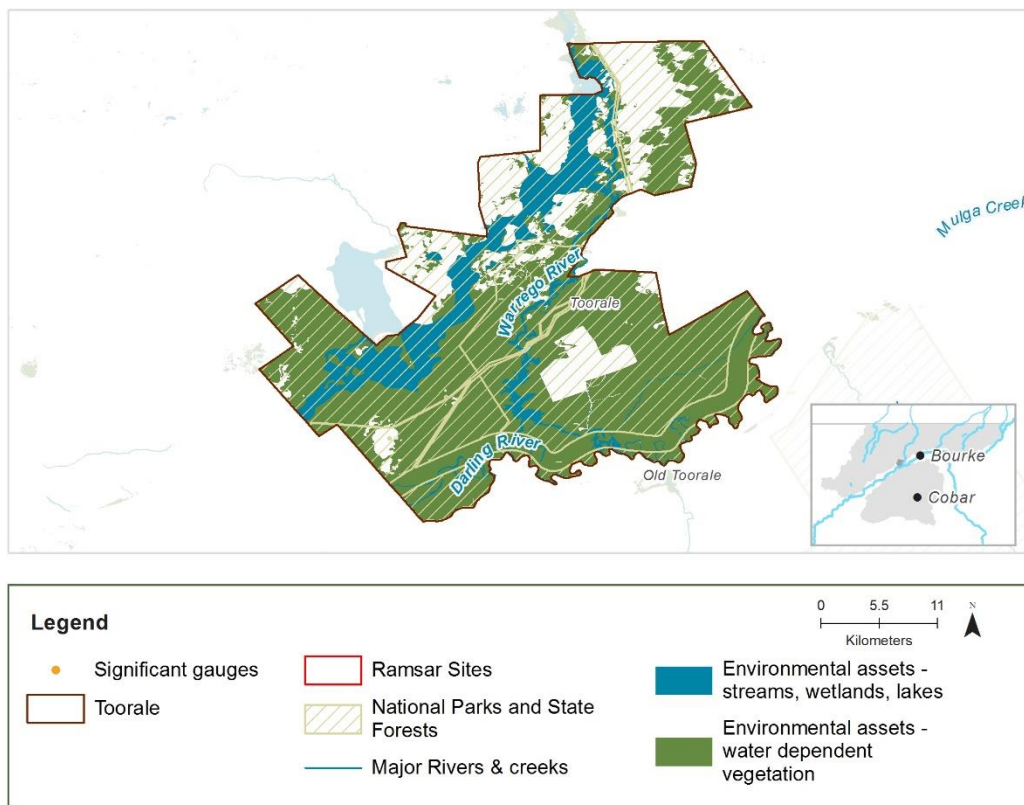 Mulga Creek
Warrego River
Toorale
Darling River
Old Toorale
Bourke
Cobar
Legend
Significant gauges
Toorale
Ramsar Sites
National Parks and State
Forests
Major Rivers & creeks
0 5.5 11
Kilometers
N
Environmental assets -
streams, wetlands, lakes
Environmental assets -
water dependent
vegetation